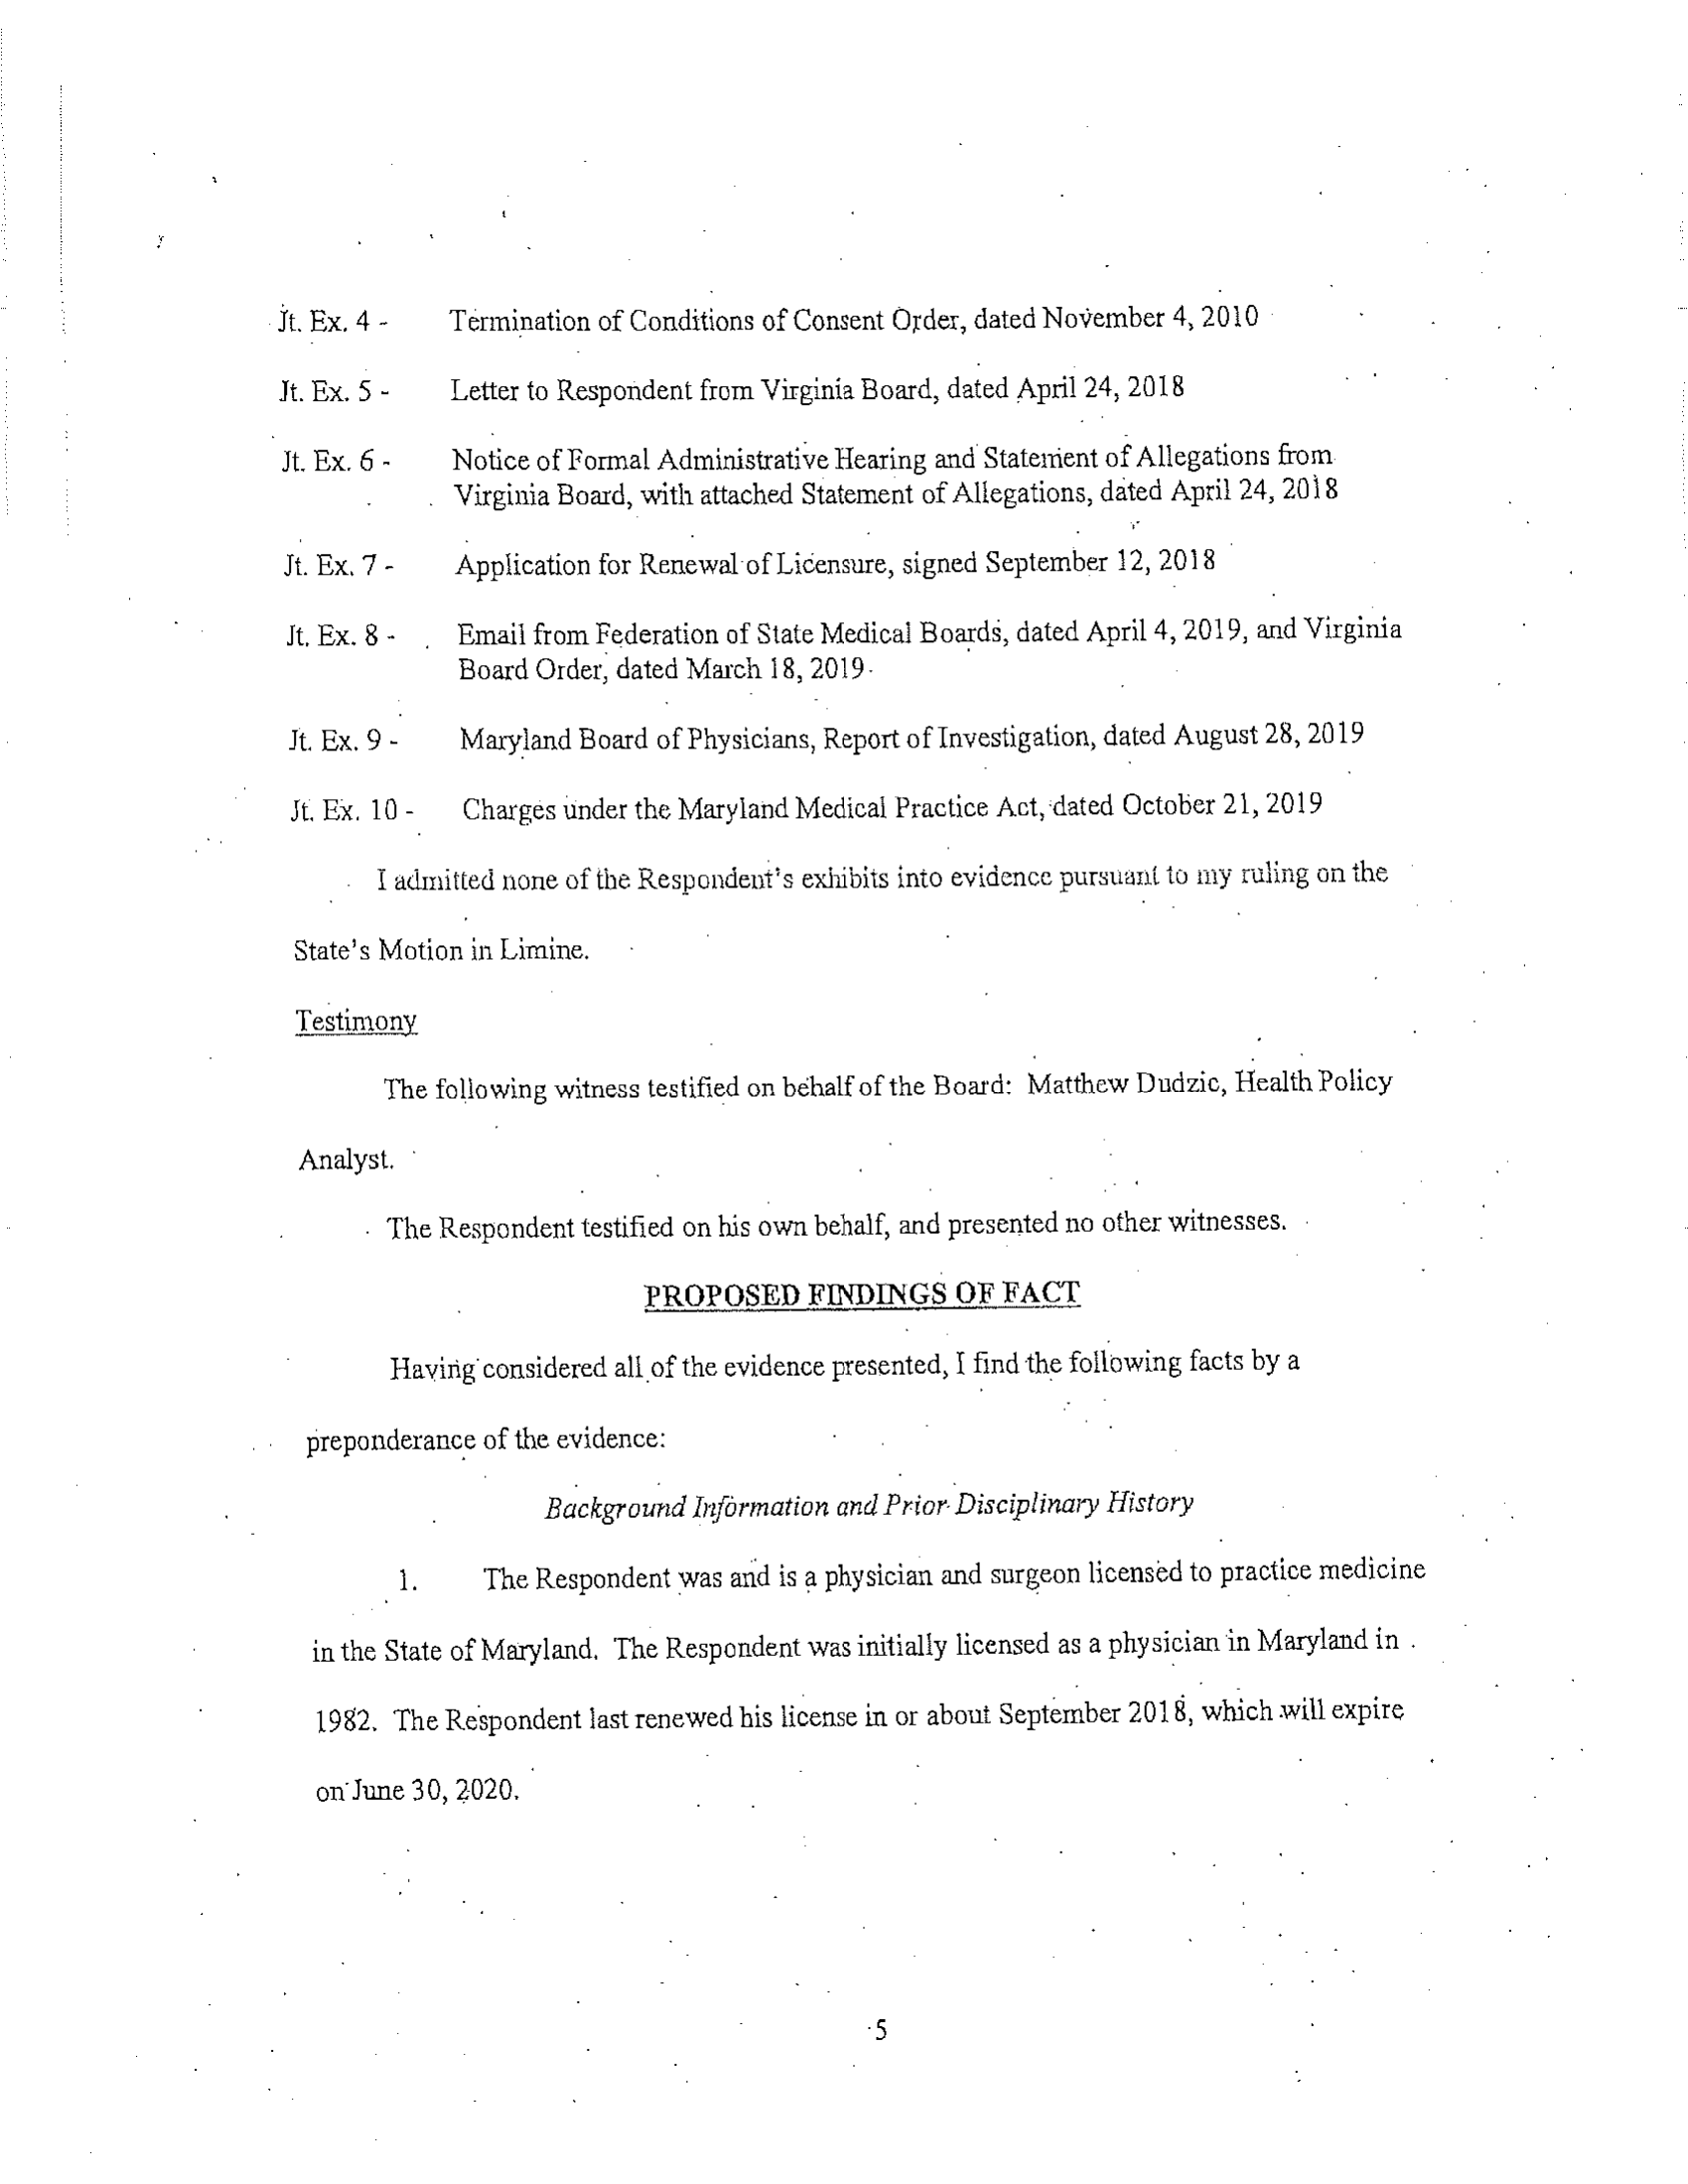 Jt. Ex. 4 - Termination of Conditions of Consent Order, dated November 4, 2010
Jt. Ex. 5 - Letter to Respondent from Virginia Board, dated April 24, 2018
Jt. Ex. 6 - Notice of Formal Administrative Hearing and Statement of Allegations from
Virginia Board, with attached Statement of Allegations, dated April 24, 2018
Jt. Ex. 7 - Application for Renewal of Licensure, signed September 12, 2018
Jt. Ex. 8 - Email from Federation of State Medical Boards, dated April 4, 2019, and Virginia
Board Order, dated March 18, 2019
Jt. Ex. 9 - Maryland Board of Physicians, Report of Investigation, dated August 28, 2019
Jt. Ex. 10 - Charges under the Maryland Medical Practice Act, dated October 21, 2019
I admitted none of the Respondent's exhibits into evidence pursuant to my ruling on the
State's Motion in Limine.
Testimony
The following witness testified on behalf of the Board: Matthew Dudzic, Health Policy
Analyst.
The Respondent testified on his own behalf, and presented no other witnesses.
PROPOSED FINDINGS OF FACT
Having considered all of the evidence presented, I find the following facts by a
preponderance of the evidence:
Background Information and Prior Disciplinary History
1. The Respondent was and is a physician and surgeon licensed to practice medicine
in the State of Maryland. The Respondent was initially licensed as a physician in Maryland in
1982. The Respondent last renewed his license in or about September 2018, which will expire
on June 30, 2020.
5